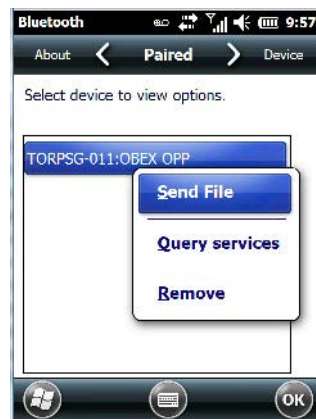 Bluetooth 9:57
About Paired Device
Select device to view options.
TORPSG-011:OBEX OPP
Send File
Query services
Remove
OK